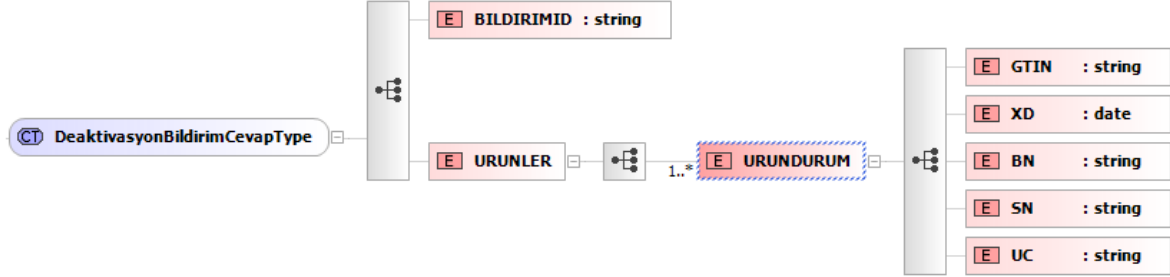 E BILDIRIMID : string
CT DeaktivasyonBildirimCevapType
E URUNLER
1..*
E URUNDURUM
E GTIN : string
E XD : date
E BN : string
E SN : string
E UC : string